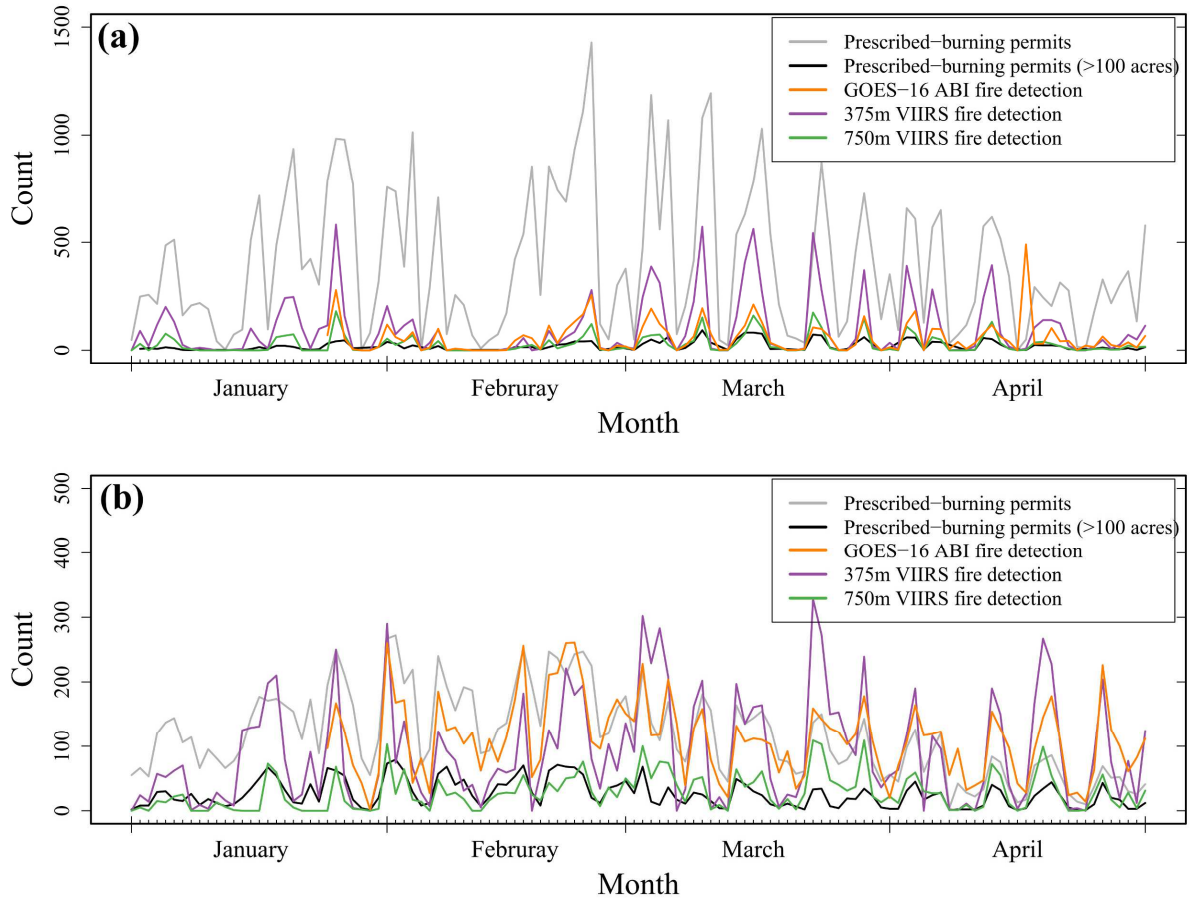 (a)
Prescribed−burning permits
Prescribed−burning permits (>100 acres)
GOES−16 ABI fire detection
375m VIIRS fire detection
750m VIIRS fire detection
1500
1000
500
0
Count
January
Februray
March
April
Month
(b)
Prescribed−burning permits
Prescribed−burning permits (>100 acres)
GOES−16 ABI fire detection
375m VIIRS fire detection
750m VIIRS fire detection
500
400
300
200
100
0
Count
January
Februray
March
April
Month